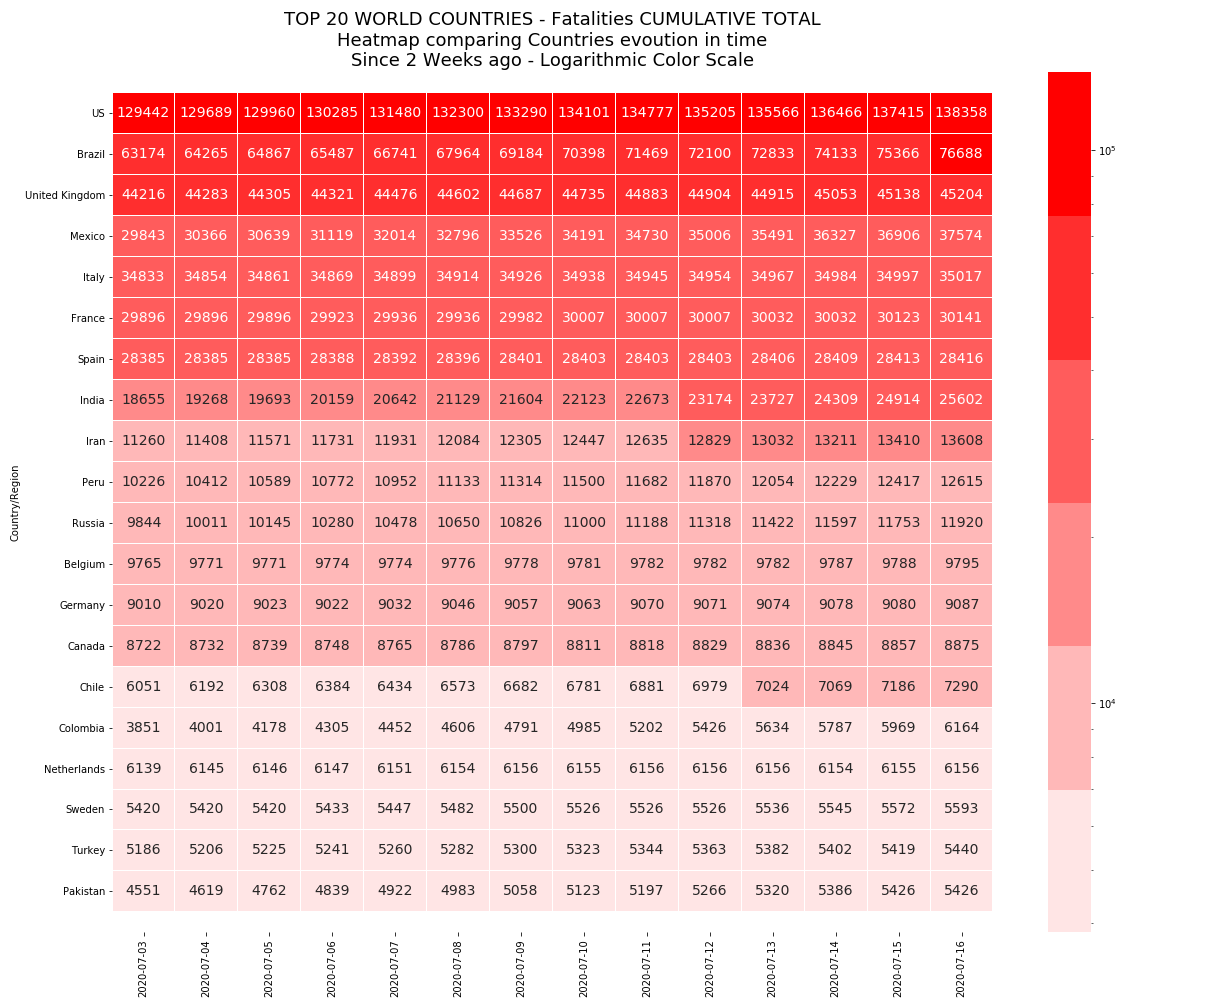 TOP 20 WORLD COUNTRIES - Fatalities CUMULATIVE TOTAL
Heatmap comparing Countries evoution in time
Since 2 Weeks ago - Logarithmic Color Scale
Country/Region
US 129442 129689 129960 130285 131480 132300 133290 134101 134777 135205 135566 136466 137415 138358
Brazil 63174 64265 64867 65487 66741 67964 69184 70398 71469 72100 72833 74133 75366 76688
United Kingdom 44216 44283 44305 44321 44476 44602 44687 44735 44883 44904 44915 45053 45138 45204
Mexico 29843 30366 30639 31119 32014 32796 33526 34191 34730 35006 35491 36327 36906 37574
Italy 34833 34854 34861 34869 34899 34914 34926 34938 34945 34954 34967 34984 34997 35017
France 29896 29896 29896 29923 29936 29936 29982 30007 30007 30007 30032 30032 30123 30141
Spain 28385 28385 28385 28388 28392 28396 28401 28403 28403 28403 28406 28409 28413 28416
India 18655 19268 19693 20159 20642 21129 21604 22123 22673 23174 23727 24309 24914 25602
Iran 11260 11408 11571 11731 11931 12084 12305 12447 12635 12829 13032 13211 13410 13608
Peru 10226 10412 10589 10772 10952 11133 11314 11500 11682 11870 12054 12229 12417 12615
Russia 9844 10011 10145 10280 10478 10650 10826 11000 11188 11318 11422 11597 11753 11920
Belgium 9765 9771 9771 9774 9774 9776 9778 9781 9782 9782 9782 9787 9788 9795
Germany 9010 9020 9023 9022 9032 9046 9057 9063 9070 9071 9074 9078 9080 9087
Canada 8722 8732 8739 8748 8765 8786 8797 8811 8818 8829 8836 8845 8857 8875
Chile 6051 6192 6308 6384 6434 6573 6682 6781 6881 6979 7024 7069 7186 7290
Colombia 3851 4001 4178 4305 4452 4606 4791 4985 5202 5426 5634 5787 5969 6164
Netherlands 6139 6145 6146 6147 6151 6154 6156 6155 6156 6156 6156 6154 6155 6156
Sweden 5420 5420 5420 5433 5447 5482 5500 5526 5526 5526 5536 5545 5572 5593
Turkey 5186 5206 5225 5241 5260 5282 5300 5323 5344 5363 5382 5402 5419 5440
Pakistan 4551 4619 4762 4839 4922 4983 5058 5123 5197 5266 5320 5386 5426 5426
2020-07-03 2020-07-04 2020-07-05 2020-07-06 2020-07-07 2020-07-08 2020-07-09 2020-07-10 2020-07-11 2020-07-12 2020-07-13 2020-07-14 2020-07-15 2020-07-16
10⁵
10⁴